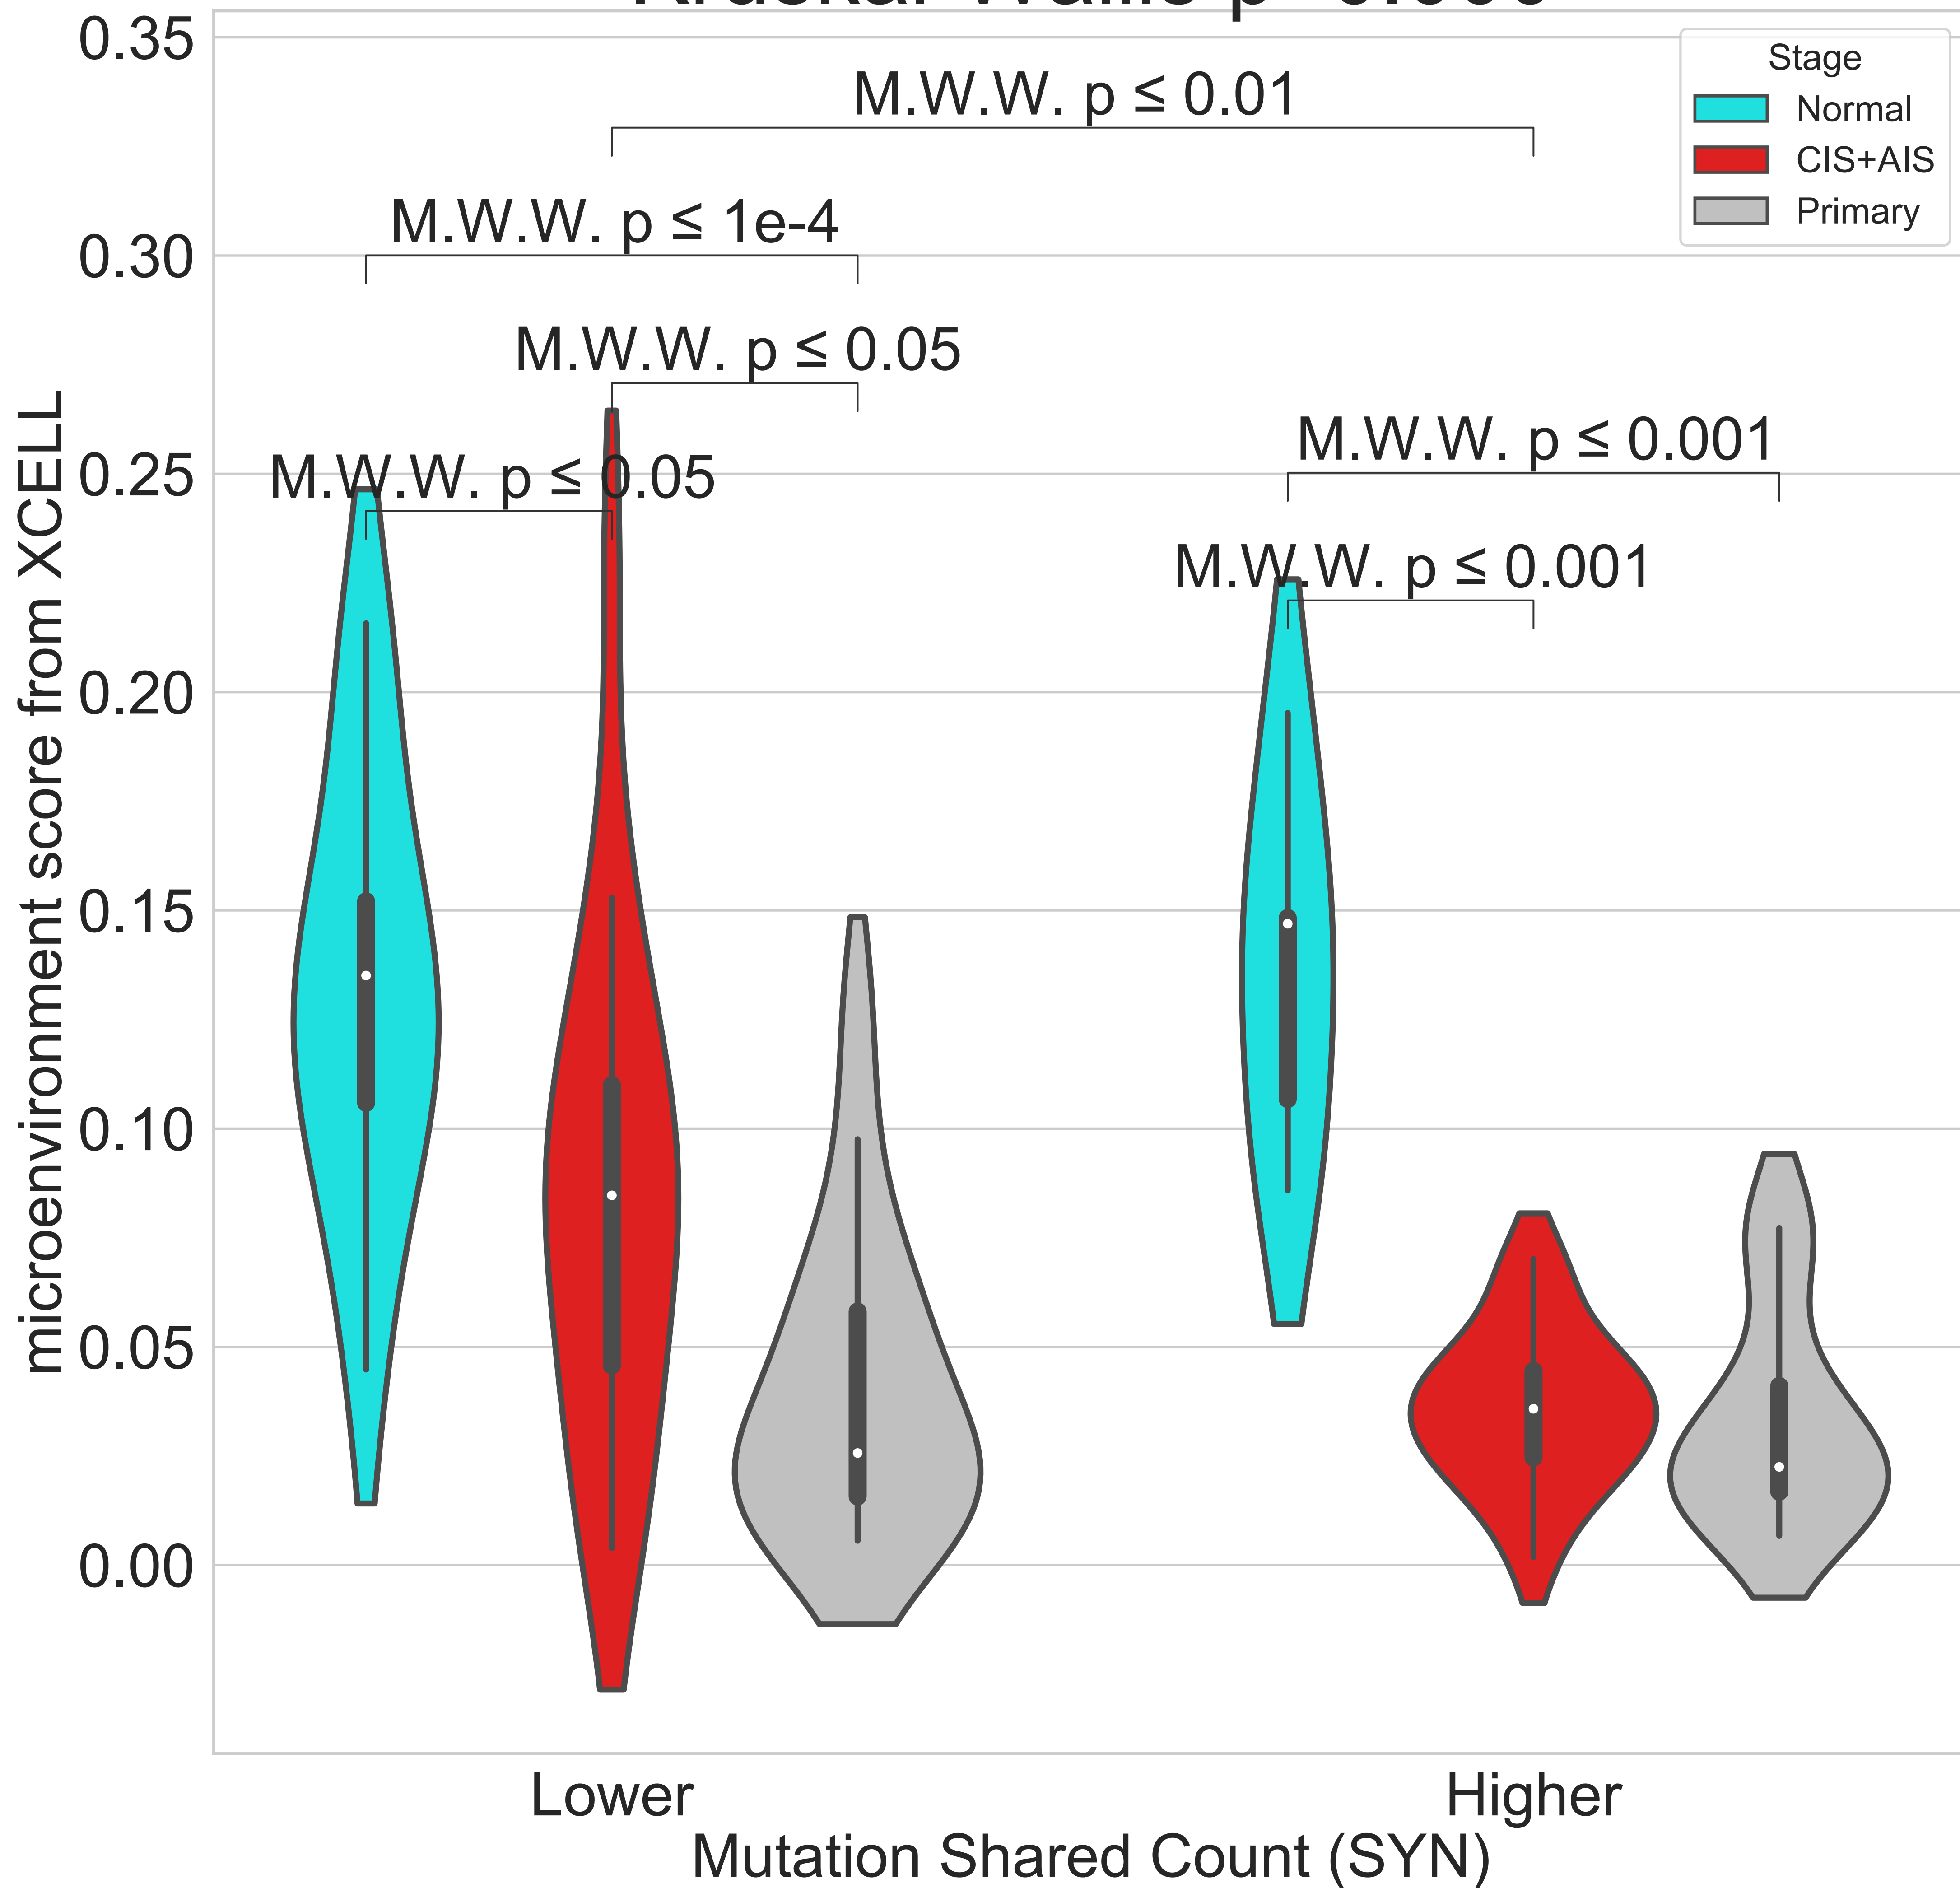 0.35
0.30
0.25
0.20
0.15
0.10
0.05
0.00
microenvironment score from XCELL
M.W.W. p ≤ 0.01
M.W.W. p ≤ 1e-4
M.W.W. p ≤ 0.05
M.W.W. p ≤ 0.05
M.W.W. p ≤ 0.001
M.W.W. p ≤ 0.001
Stage
Normal
CIS+AIS
Primary
Lower
Higher
Mutation Shared Count (SYN)